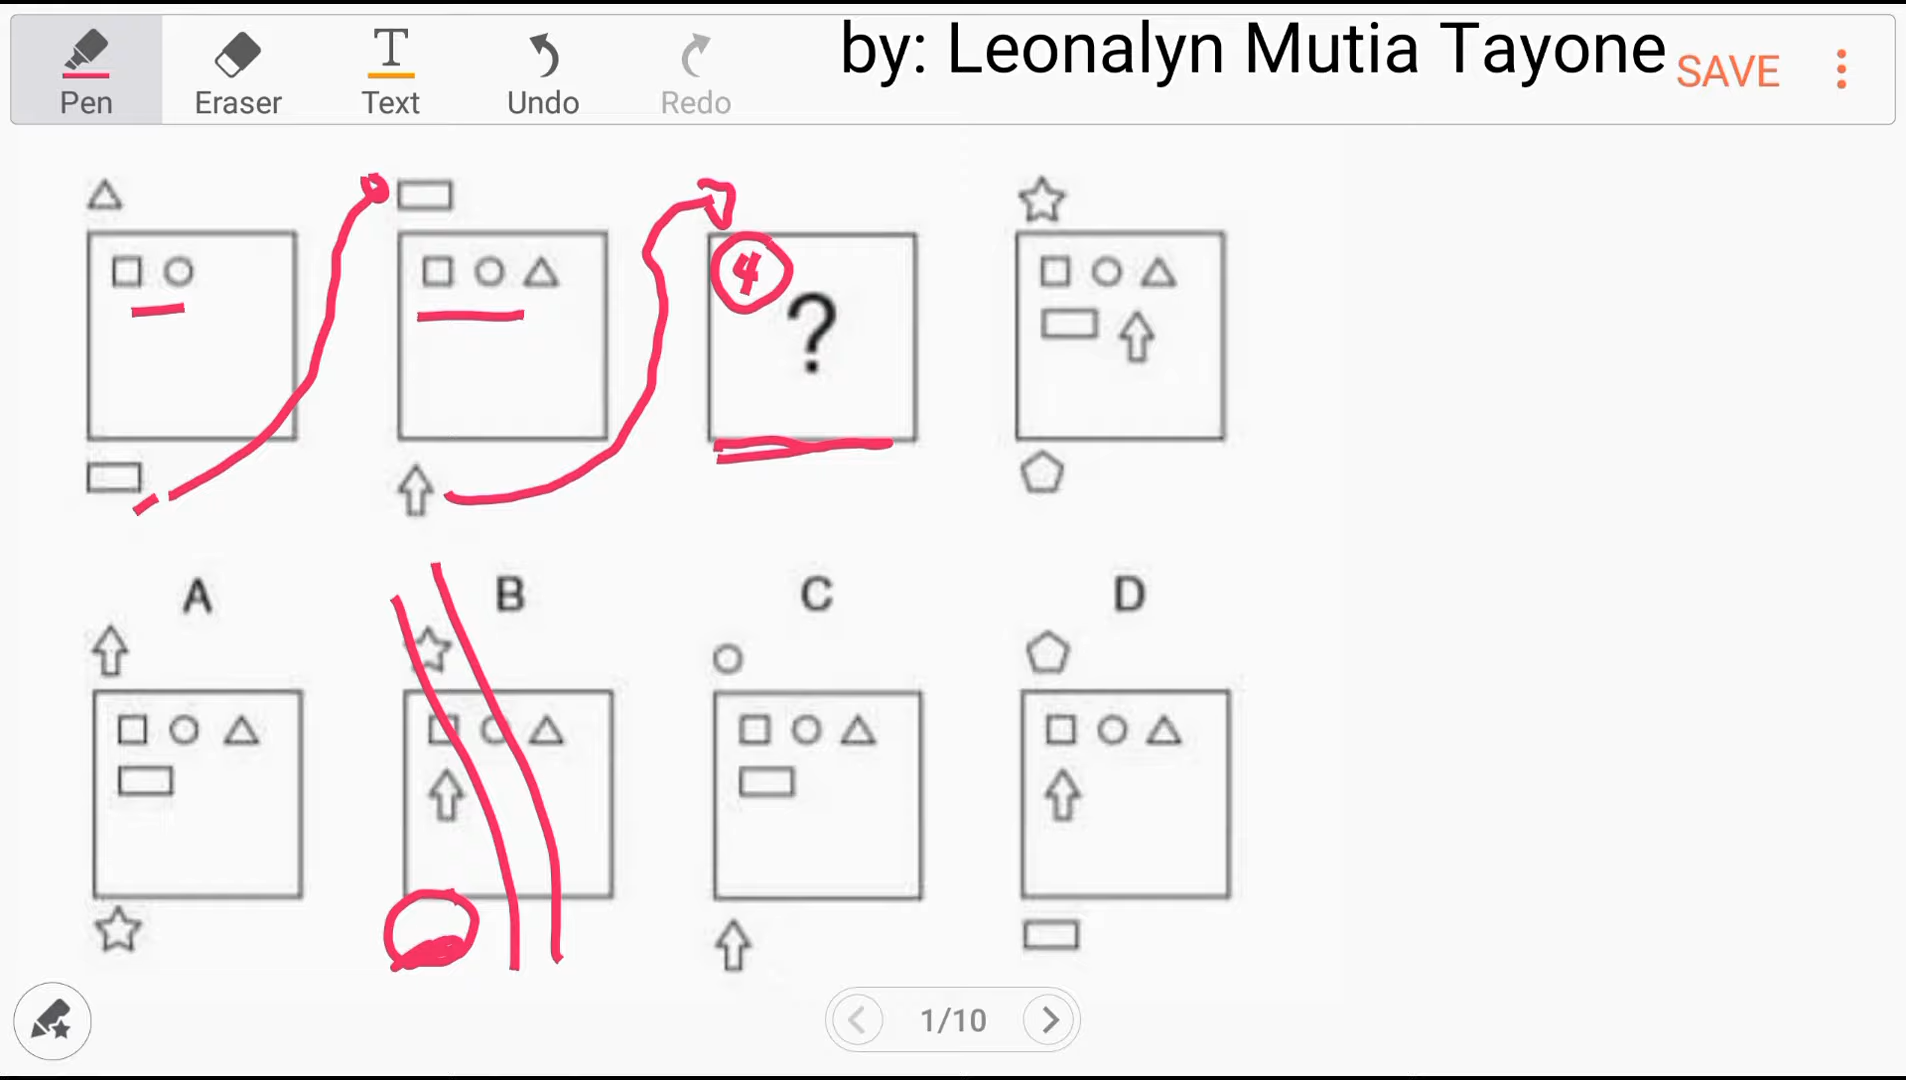 by: Leonalyn Mutia Tayone
SAVE
Pen
Eraser
T
Text
Undo
Redo
4
?
A
B
C
D
1/10